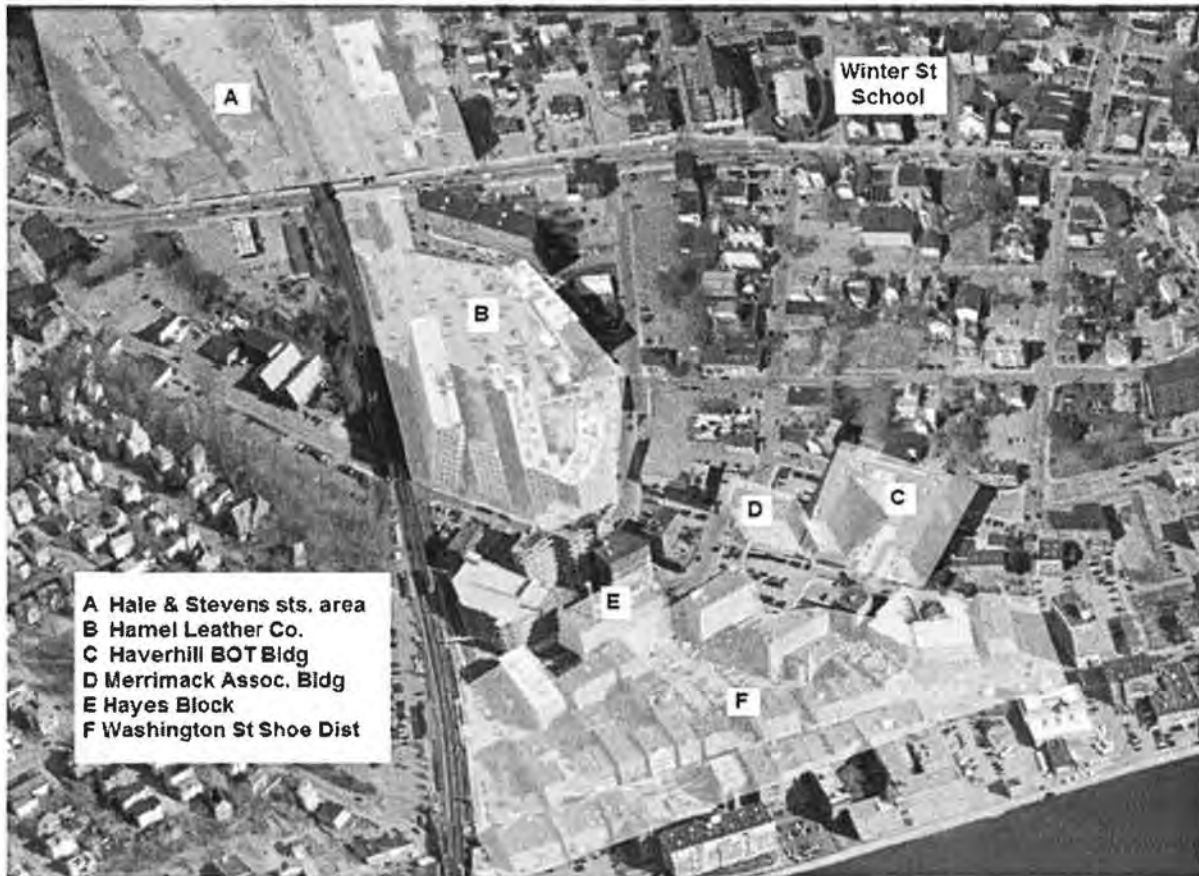 A
Winter St
School
B
D
C
E
F
A Hale & Stevens sts. area
B Hamel Leather Co.
C Haverhill BOT Bldg
D Merrimack Assoc. Bldg
E Hayes Block
F Washington St Shoe Dist